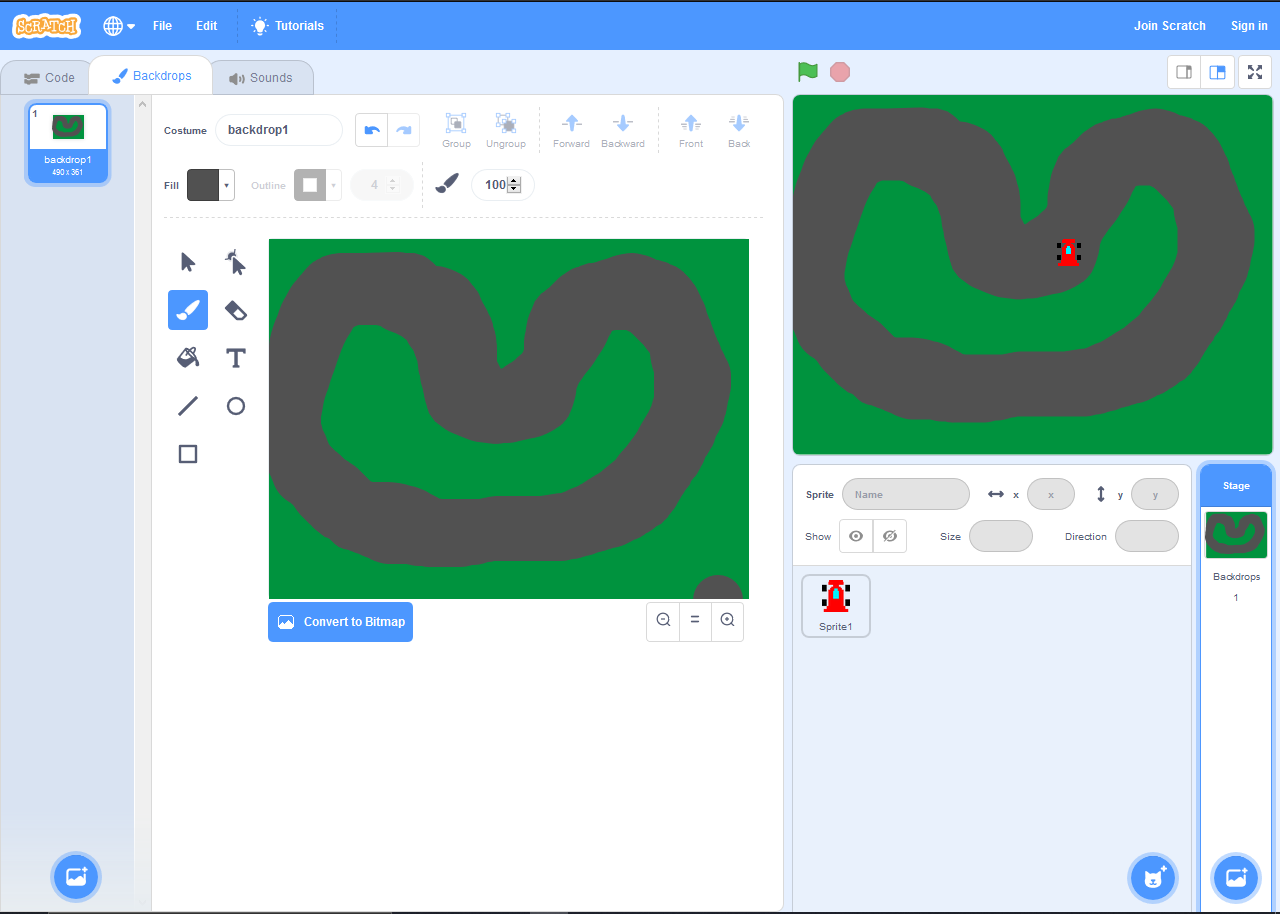 SCRATCH File Edit Tutorials Join Scratch Sign in
Code Backdrops Sounds
1
backdrop1
490 x 361
Costume backdrop1 Group Ungroup Forward Backward Front Back
Fill Outline 4 100
Convert to Bitmap
Sprite Name x x y y
Show Size Direction
Sprite1
Stage
Backdrops
1